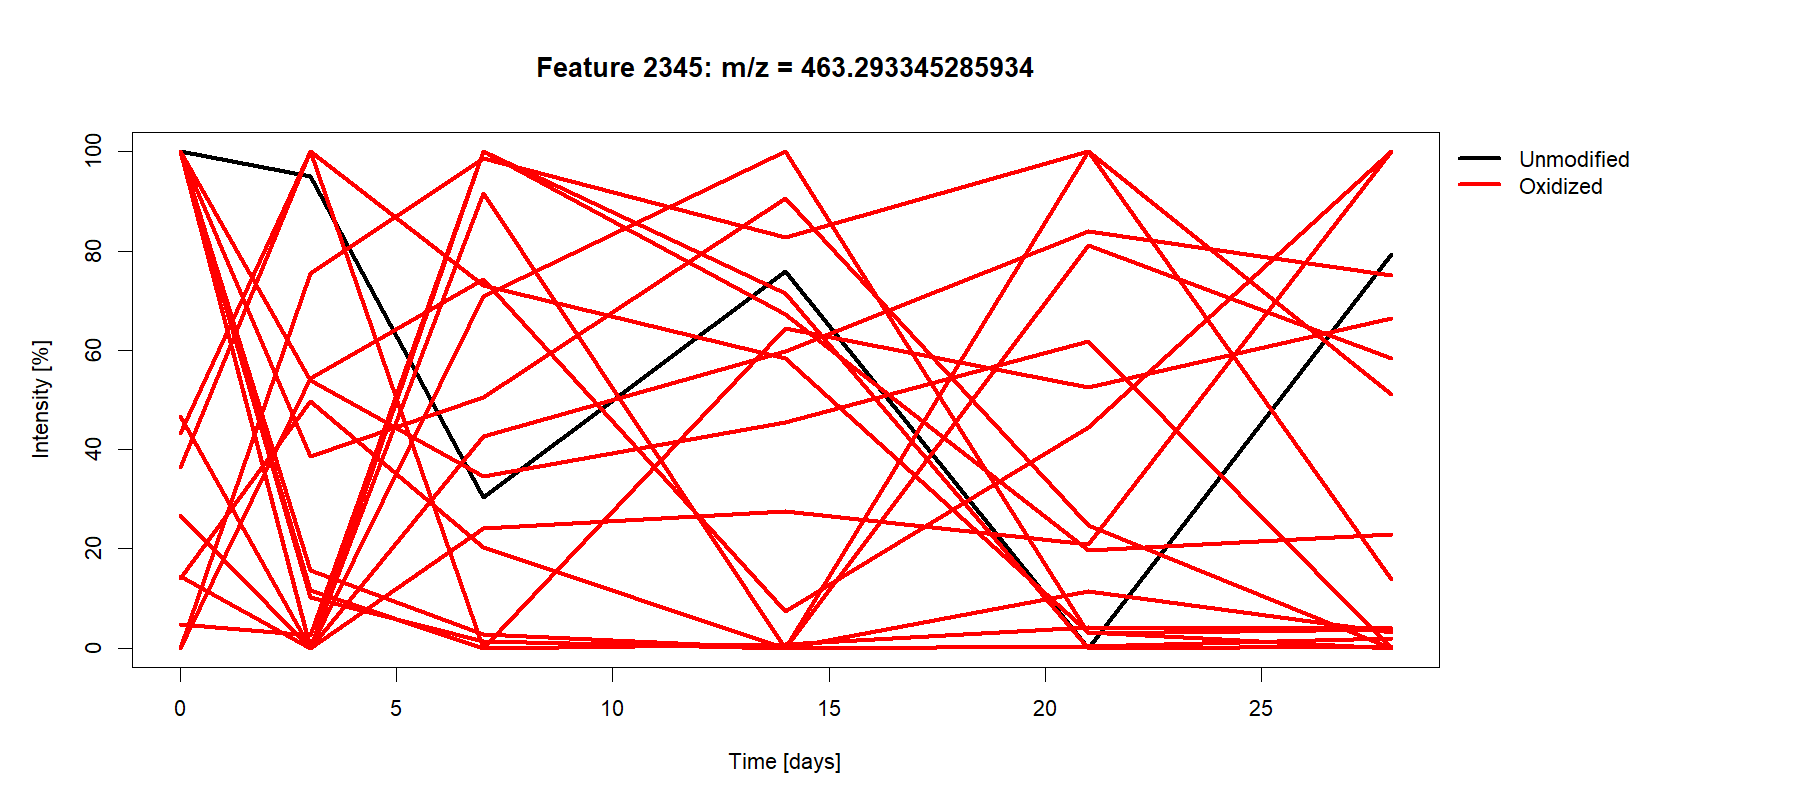 Feature 2345: m/z = 463.293345285934
Unmodified
Oxidized
Intensity [%]
100
80
60
40
20
0
0 5 10 15 20 25
Time [days]